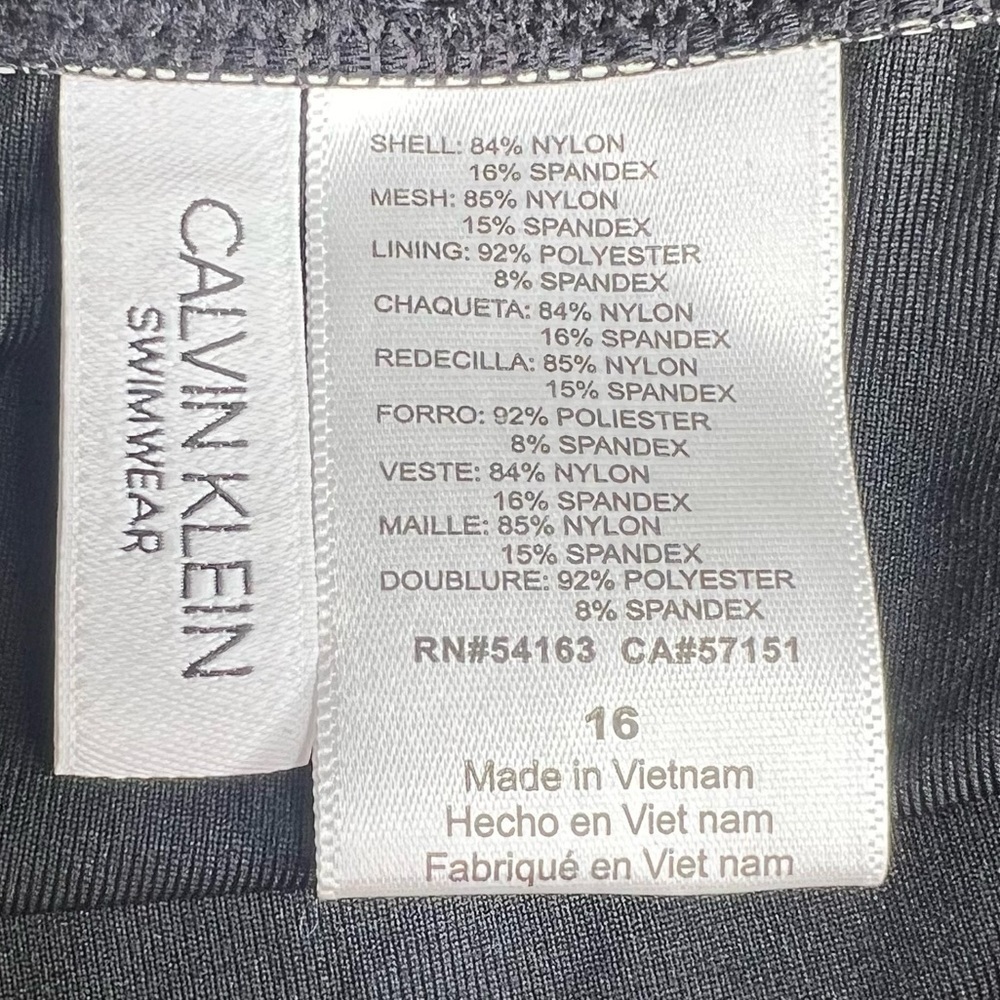 CALVIN KLEIN
SWIMWEAR
SHELL: 84% NYLON
16% SPANDEX
MESH: 85% NYLON
15% SPANDEX
LINING: 92% POLYESTER
8% SPANDEX
CHAQUETA: 84% NYLON
16% SPANDEX
REDECILLA: 85% NYLON
15% SPANDEX
FORRO: 92% POLIESTER
8% SPANDEX
VESTE: 84% NYLON
16% SPANDEX
MAILLE: 85% NYLON
15% SPANDEX
DOUBLURE: 92% POLYESTER
8% SPANDEX
RN#54163 CA#57151
16
Made in Vietnam
Hecho en Viet nam
Fabriqué en Viet nam